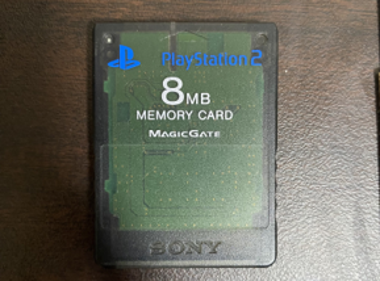 PlayStation 2
8MB
MEMORY CARD
MAGICGATE
SONY